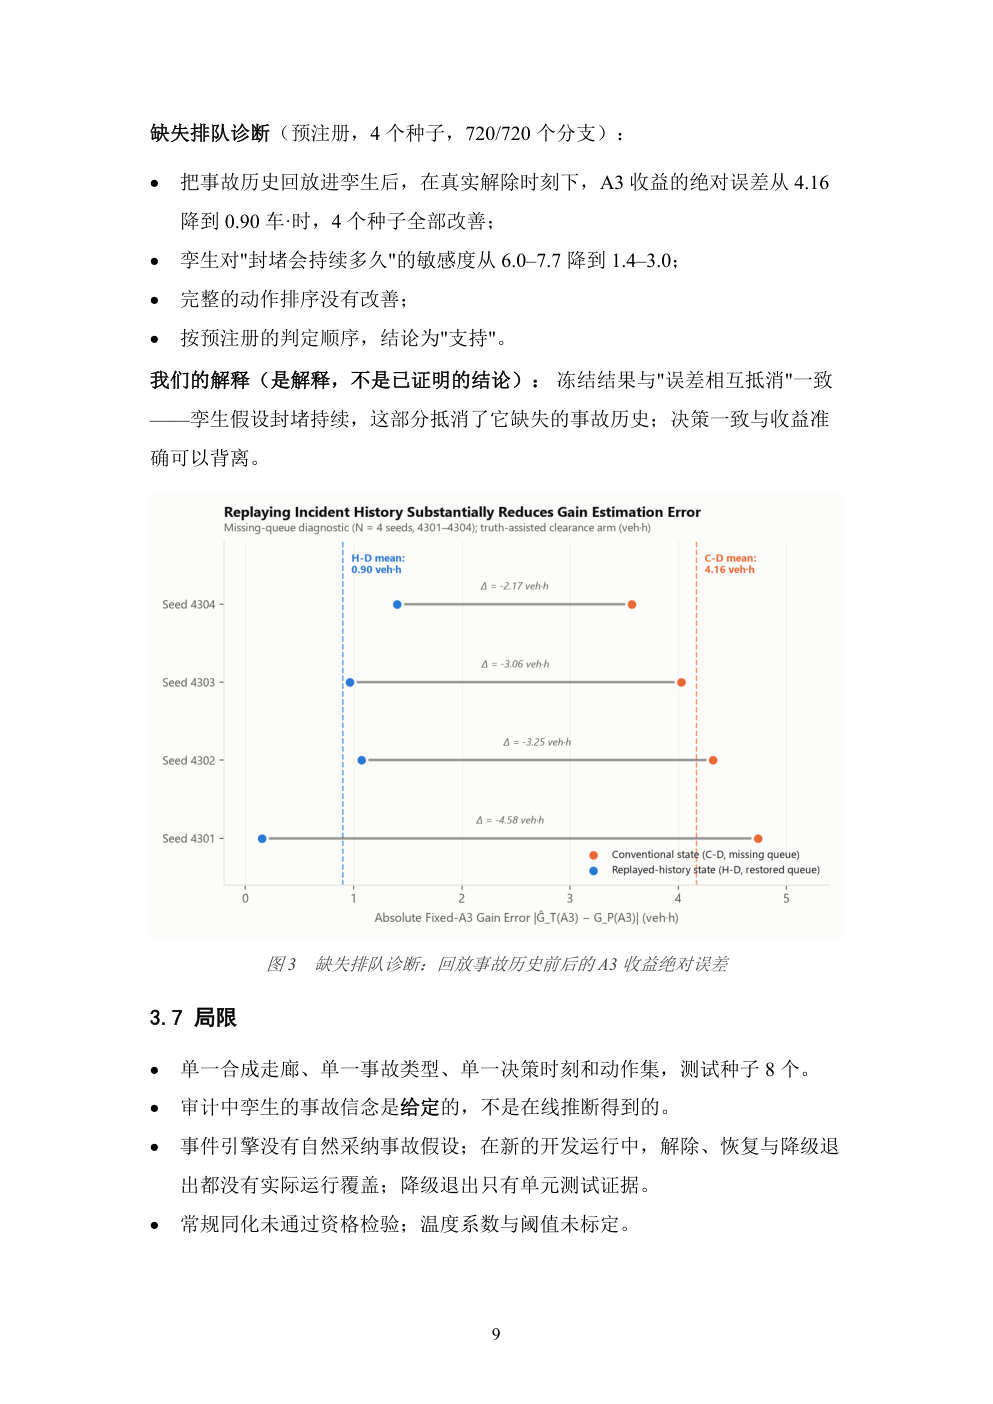 缺失排队诊断（预注册，4 个种子，720/720 个分支）：
• 把事故历史回放进孪生后，在真实解除时刻下，A3 收益的绝对误差从 4.16
降到 0.90 车·时，4 个种子全部改善；
• 孪生对"封堵会持续多久"的敏感度从 6.0–7.7 降到 1.4–3.0；
• 完整的动作排序没有改善；
• 按预注册的判定顺序，结论为"支持"。
我们的解释（是解释，不是已证明的结论）： 冻结结果与"误差相互抵消"一致
——孪生假设封堵持续，这部分抵消了它缺失的事故历史；决策一致与收益准
确可以背离。
Replaying Incident History Substantially Reduces Gain Estimation Error
Missing-queue diagnostic (N = 4 seeds, 4301–4304); truth-assisted clearance arm (veh·h)
H-D mean:
0.90 veh·h
C-D mean:
4.16 veh·h
Δ = -2.17 veh·h
Seed 4304
Δ = -3.06 veh·h
Seed 4303
Δ = -3.25 veh·h
Seed 4302
Δ = -4.58 veh·h
Seed 4301
Conventional state (C-D, missing queue)
Replayed-history state (H-D, restored queue)
0 1 2 3 4 5
Absolute Fixed-A3 Gain Error |Ĝ_T(A3) − G_P(A3)| (veh·h)
图 3 缺失排队诊断：回放事故历史前后的 A3 收益绝对误差
3.7 局限
• 单一合成走廊、单一事故类型、单一决策时刻和动作集，测试种子 8 个。
• 审计中孪生的事故信念是给定的，不是在线推断得到的。
• 事件引擎没有自然采纳事故假设；在新的开发运行中，解除、恢复与降级退
出都没有实际运行覆盖；降级退出只有单元测试证据。
• 常规同化未通过资格检验；温度系数与阈值未标定。
9